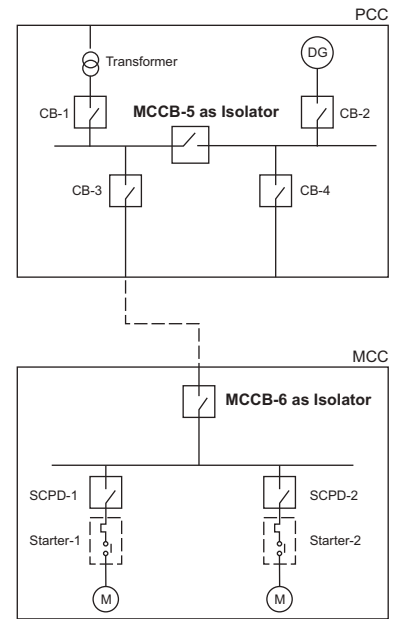 PCC
Transformer
DG
CB-1
MCCB-5 as Isolator
CB-2
CB-3
CB-4
MCC
MCCB-6 as Isolator
SCPD-1
SCPD-2
Starter-1
Starter-2
M
M